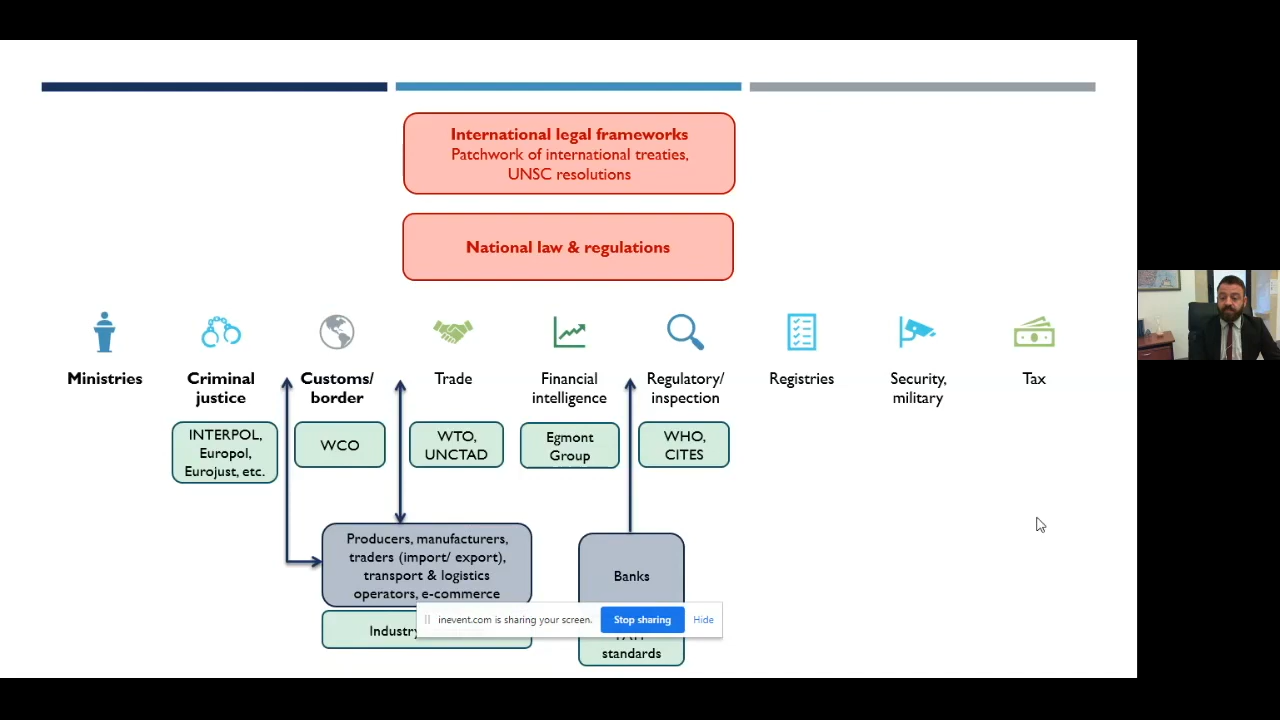 International legal frameworks
Patchwork of international treaties,
UNSC resolutions
National law & regulations
Ministries
Criminal
justice
Customs/
border
Trade
Financial
intelligence
Regulatory/
inspection
Registries
Security,
military
Tax
INTERPOL,
Europol,
Eurojust, etc.
WCO
WTO,
UNCTAD
Egmont
Group
WHO,
CITES
Producers, manufacturers,
traders (import/ export),
transport & logistics
operators, e-commerce
Banks
Industry
inevent.com is sharing your screen.
Stop sharing
Hide
standards